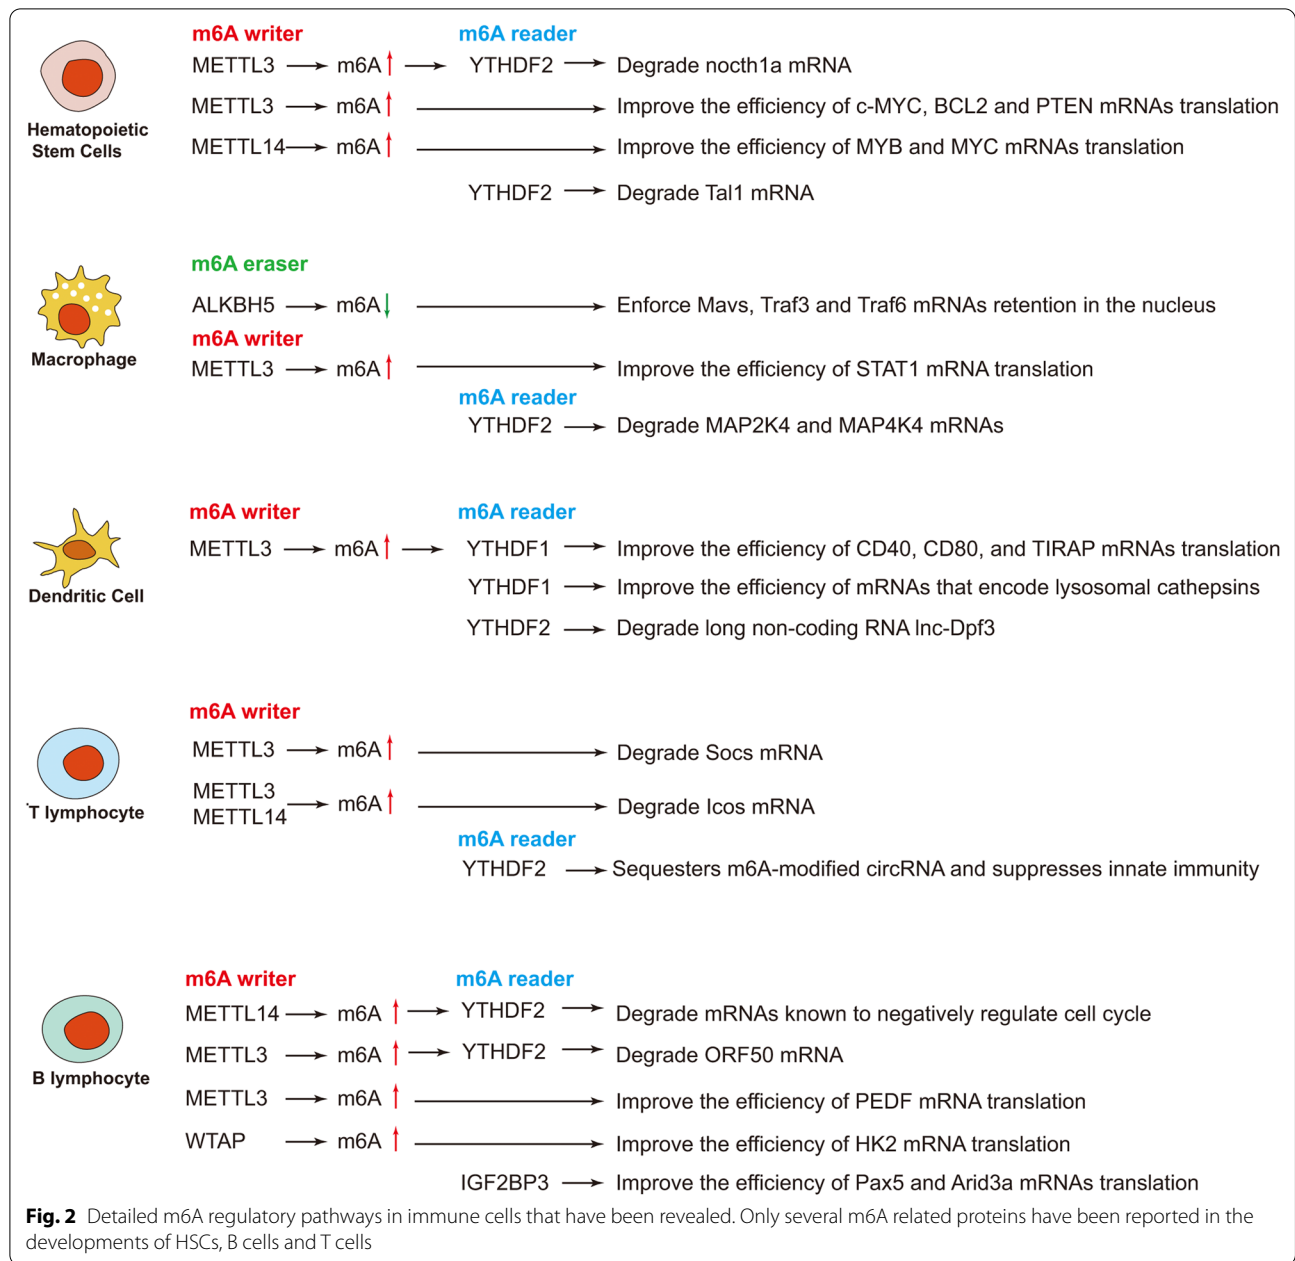 m6A writer m6A reader
METTL3 m6A YTHDF2 Degrade nocth1a mRNA
METTL3 m6A Improve the efficiency of c-MYC, BCL2 and PTEN mRNAs translation
Hematopoietic
Stem Cells
METTL14 m6A Improve the efficiency of MYB and MYC mRNAs translation
YTHDF2 Degrade Tal1 mRNA
m6A eraser
ALKBH5 m6A Enforce Mavs, Traf3 and Traf6 mRNAs retention in the nucleus
m6A writer
Macrophage
METTL3 m6A Improve the efficiency of STAT1 mRNA translation
m6A reader
YTHDF2 Degrade MAP2K4 and MAP4K4 mRNAs
m6A writer m6A reader
METTL3 m6A YTHDF1 Improve the efficiency of CD40, CD80, and TIRAP mRNAs translation
YTHDF1 Improve the efficiency of mRNAs that encode lysosomal cathepsins
Dendritic Cell
YTHDF2 Degrade long non-coding RNA lnc-Dpf3
m6A writer
METTL3 m6A Degrade Socs mRNA
METTL3
METTL14 m6A Degrade Icos mRNA
T lymphocyte
m6A reader
YTHDF2 Sequesters m6A-modified circRNA and suppresses innate immunity
m6A writer m6A reader
METTL14 m6A YTHDF2 Degrade mRNAs known to negatively regulate cell cycle
METTL3 m6A YTHDF2 Degrade ORF50 mRNA
B lymphocyte
METTL3 m6A Improve the efficiency of PEDF mRNA translation
WTAP m6A Improve the efficiency of HK2 mRNA translation
IGF2BP3 Improve the efficiency of Pax5 and Arid3a mRNAs translation
Fig. 2 Detailed m6A regulatory pathways in immune cells that have been revealed. Only several m6A related proteins have been reported in the
developments of HSCs, B cells and T cells